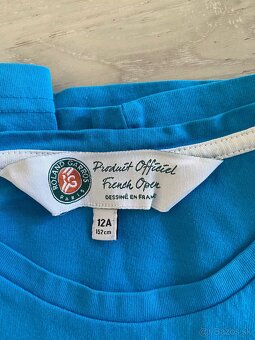 ROLAND GARROS
PARIS
Produit Officiel
French Open
DESSINÉ EN FRANCE
12A
152 cm